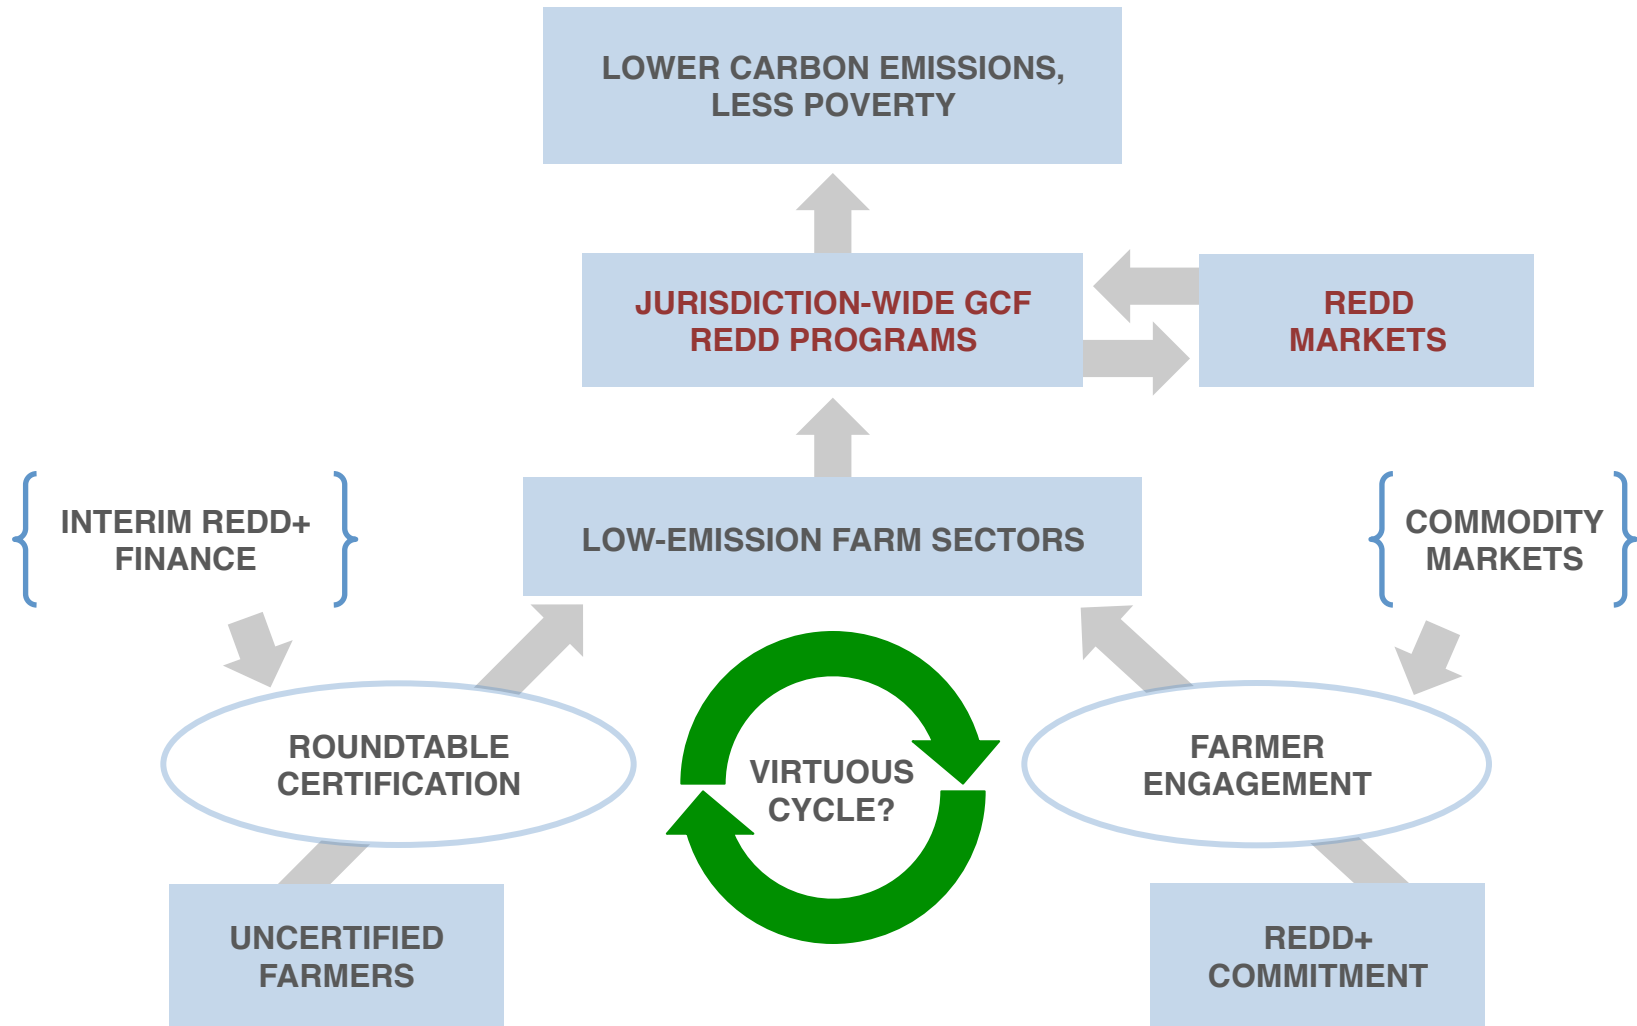 LOWER CARBON EMISSIONS,
LESS POVERTY
JURISDICTION-WIDE GCF
REDD PROGRAMS
REDD
MARKETS
INTERIM REDD+
FINANCE
LOW-EMISSION FARM SECTORS
COMMODITY
MARKETS
ROUNDTABLE
CERTIFICATION
VIRTUOUS
CYCLE?
FARMER
ENGAGEMENT
UNCERTIFIED
FARMERS
REDD+
COMMITMENT